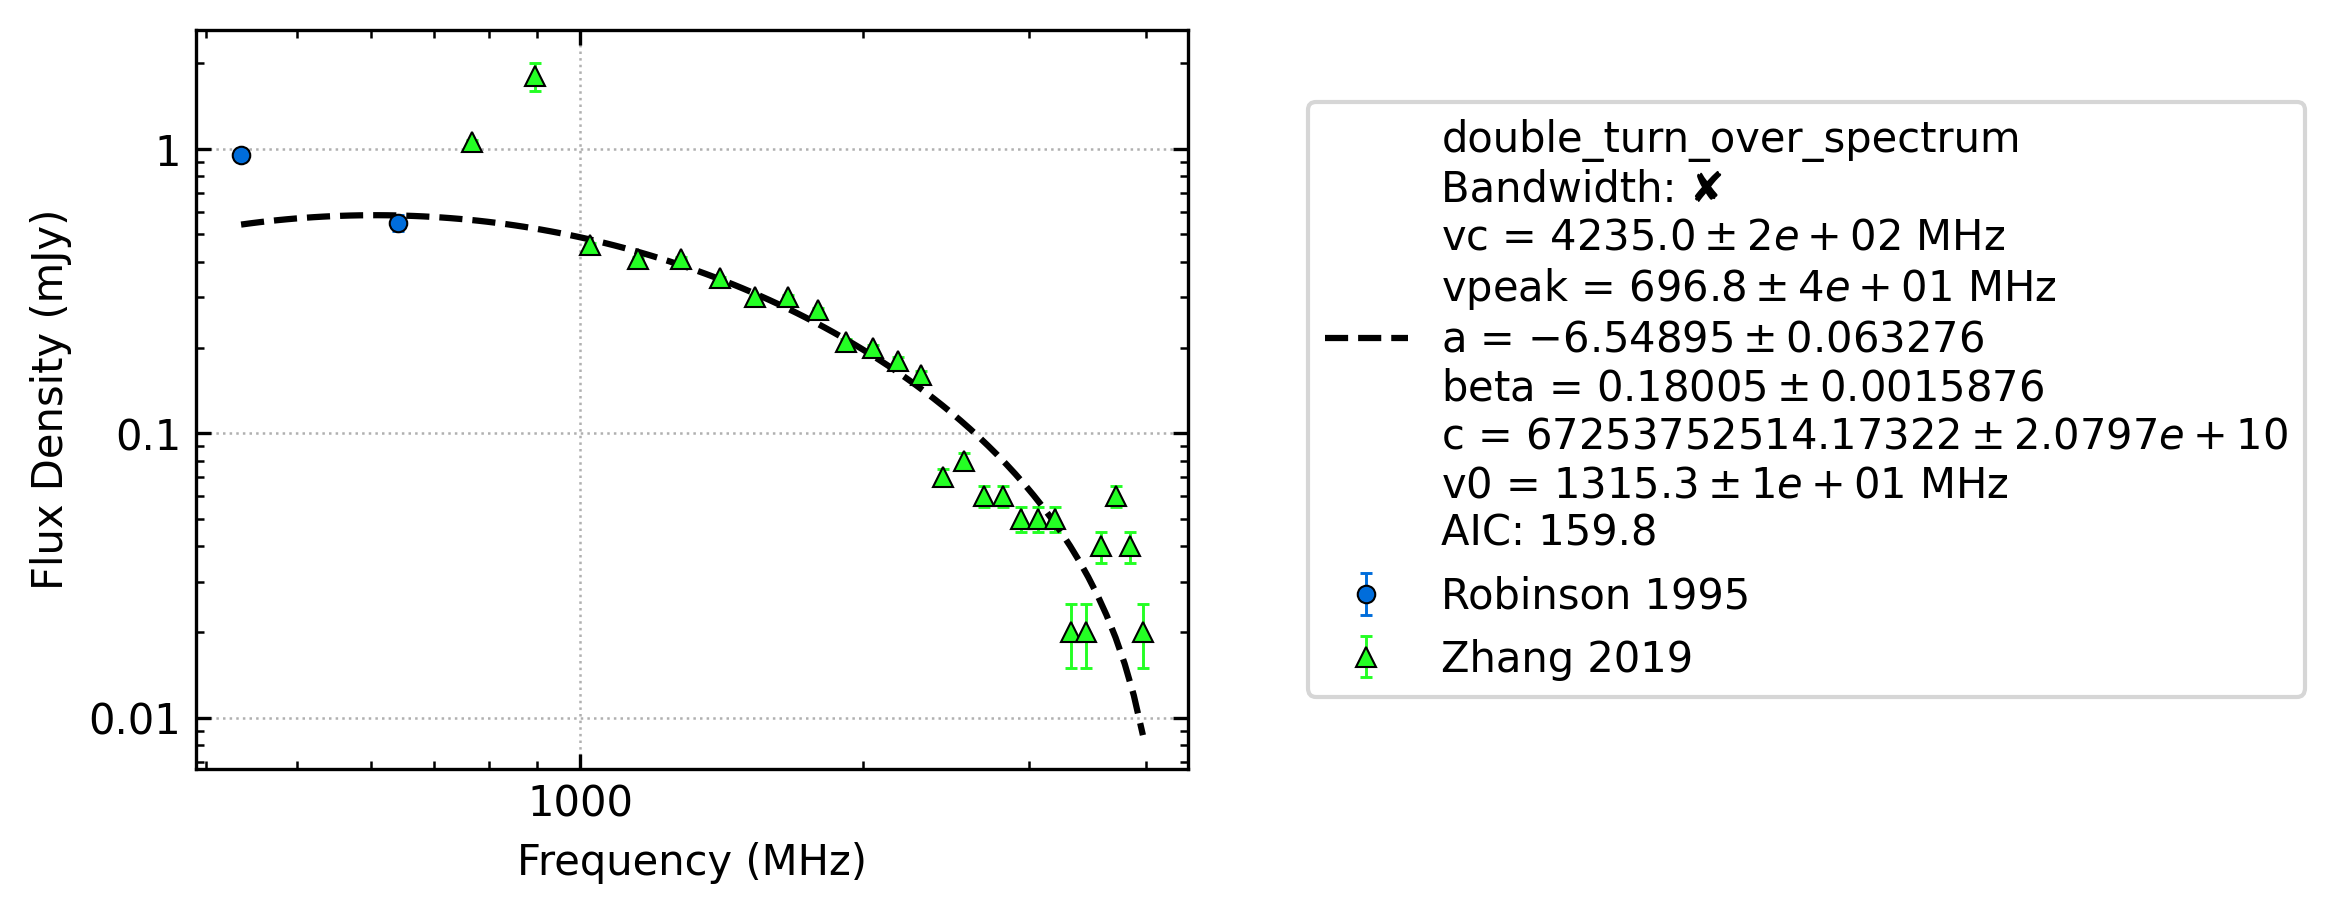 1
0.1
0.01
Flux Density (mJy)
1000
Frequency (MHz)
double_turn_over_spectrum
Bandwidth: ✘
vc = 4235.0 ± 2e + 02 MHz
vpeak = 696.8 ± 4e + 01 MHz
a = −6.54895 ± 0.063276
beta = 0.18005 ± 0.0015876
c = 67253752514.17322 ± 2.0797e + 10
v0 = 1315.3 ± 1e + 01 MHz
AIC: 159.8
Robinson 1995
Zhang 2019